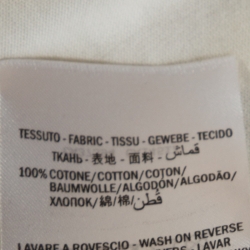 TESSUTO - FABRIC - TISSU - GEWEBE - TECIDO
ТКАНЬ - 表地 - 面料 - قماش
100% COTONE/COTTON/COTON/
BAUMWOLLE/ALGODÓN/ALGODÃO/
ХЛОПОК/綿/棉/قطن
LAVARE A ROVESCIO - WASH ON REVERSE
LAVAR